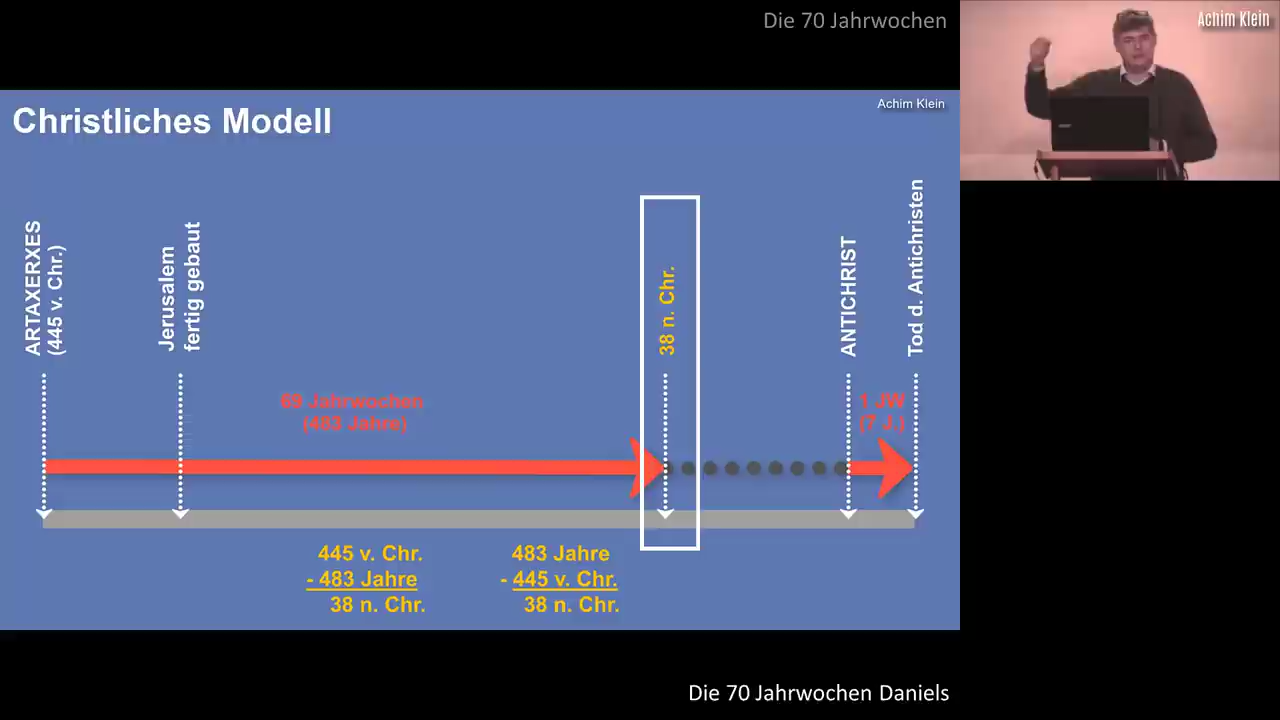 Die 70 Jahrwochen
Achim Klein
Christliches Modell
Achim Klein
ARTAXERXES
(445 v. Chr.)
Jerusalem
fertig gebaut
38 n. Chr.
ANTICHRIST
Tod d. Antichristen
69 Jahrwochen
(483 Jahre)
1 JW
(7 J.)
445 v. Chr.
- 483 Jahre
38 n. Chr.
483 Jahre
- 445 v. Chr.
38 n. Chr.
Die 70 Jahrwochen Daniels